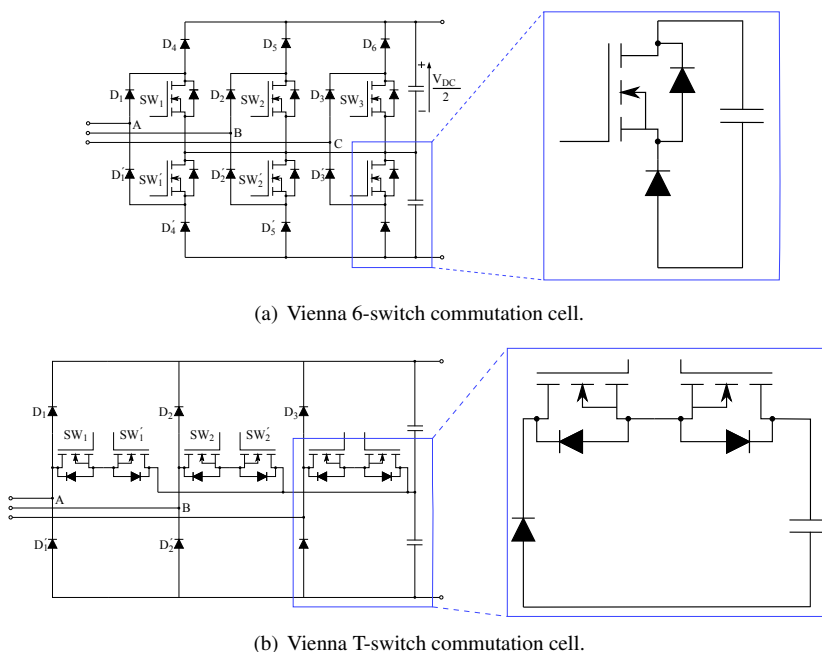 D4 D5 D6
D1 SW1 D2 SW2 D3 SW3 + VDC/2 −
A B C
D′1 SW′1 D′2 SW′2 D′3
D′4 D′5
(a) Vienna 6-switch commutation cell.
D1 D2 D3
SW1 SW′1 SW2 SW′2
A B
D′1 D′2
(b) Vienna T-switch commutation cell.